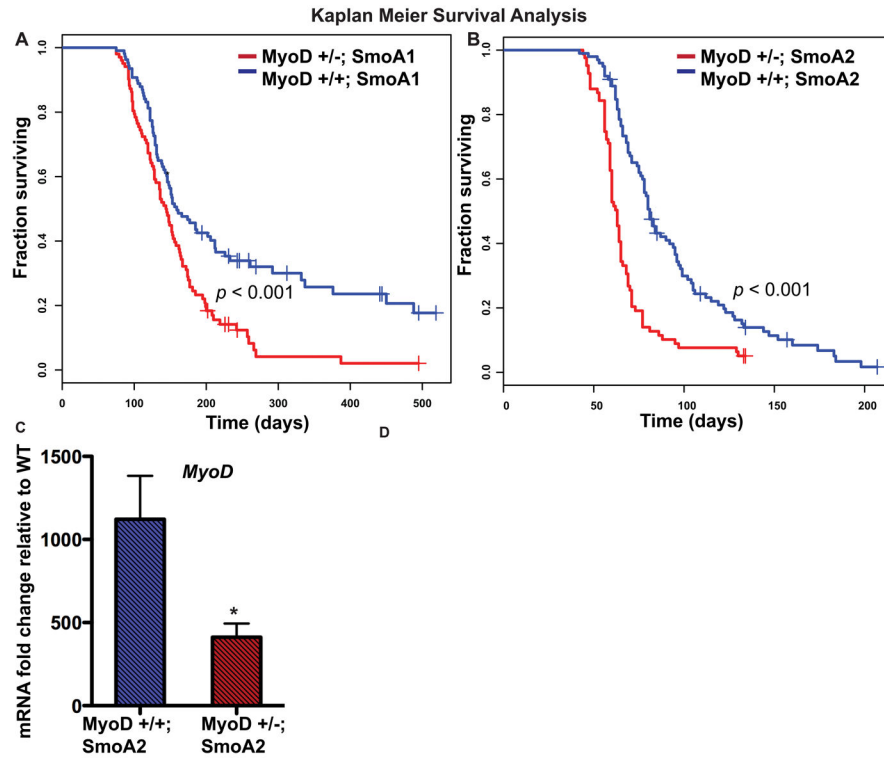 Kaplan Meier Survival Analysis
A
MyoD +/-; SmoA1
MyoD +/+; SmoA1
Fraction surviving
1.0
0.8
0.6
0.4
0.2
0.0
p < 0.001
0 100 200 300 400 500
Time (days)
B
MyoD +/-; SmoA2
MyoD +/+; SmoA2
Fraction surviving
1.0
0.8
0.6
0.4
0.2
0.0
p < 0.001
0 50 100 150 200
Time (days)
C
D
mRNA fold change relative to WT
1500
1000
500
0
MyoD
*
MyoD +/+;
SmoA2
MyoD +/-;
SmoA2